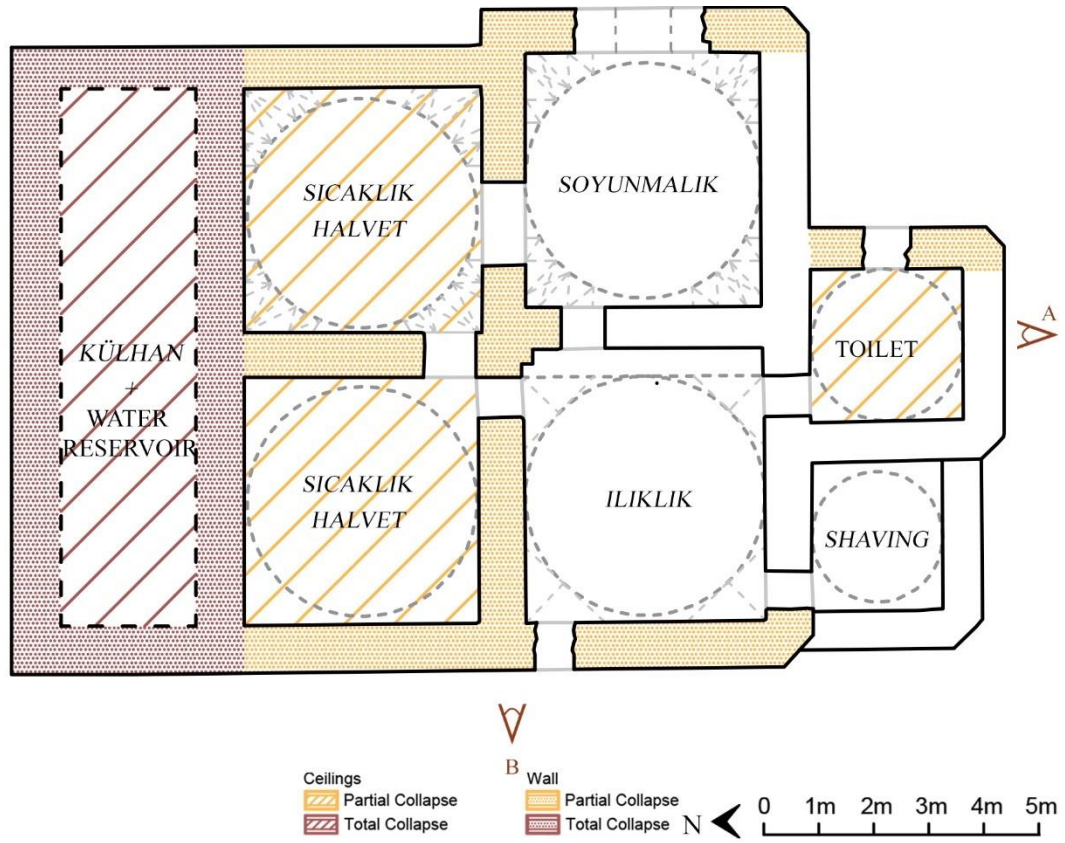 SICAKLIK
HALVET
SOYUNMALIK
KÜLHAN
+
WATER
RESERVOIR
TOILET
A
SICAKLIK
HALVET
ILIKLIK
SHAVING
B
Ceilings
Partial Collapse
Total Collapse
Wall
Partial Collapse
Total Collapse
N
0 1m 2m 3m 4m 5m